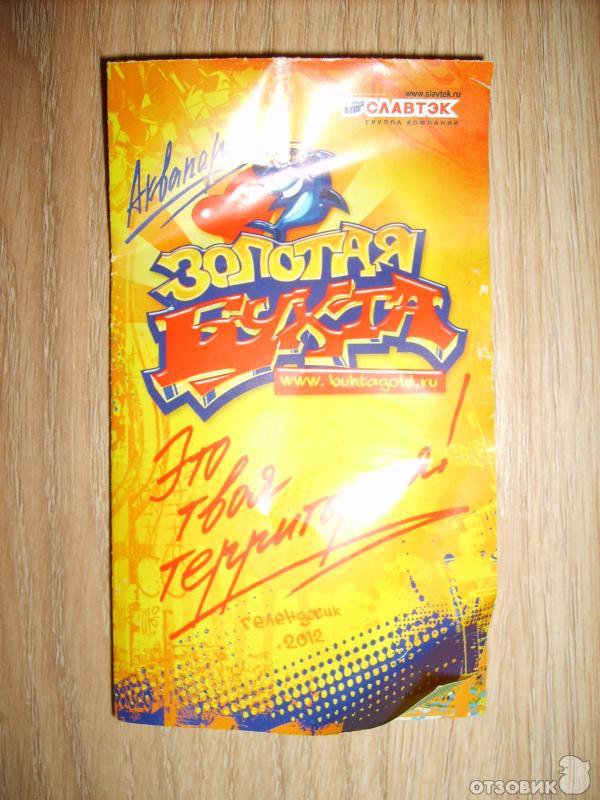 www.slavtek.ru
СЛАВТЭК
ГРУППА КОМПАНИЙ
Аквапарк
ЗОЛОТАЯ
БУХТА
www.buhtagold.ru
Это
твоя
территория!
геленджик
2012
ОТЗОВИК